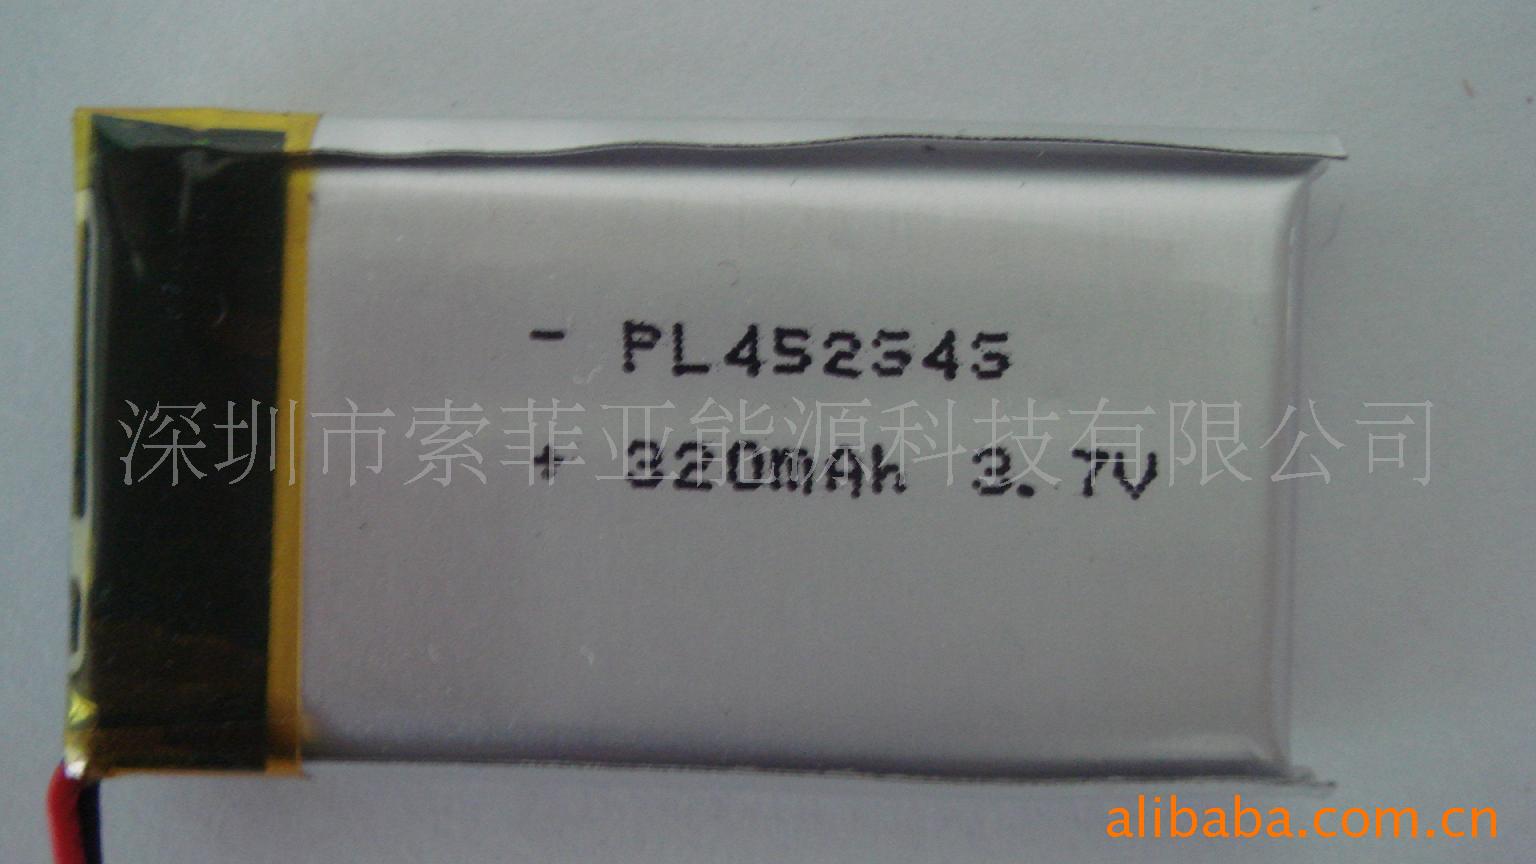 - PL452545
深圳市索菲亚能源科技有限公司
+ 320mAh 3.7V
alibaba.com.cn